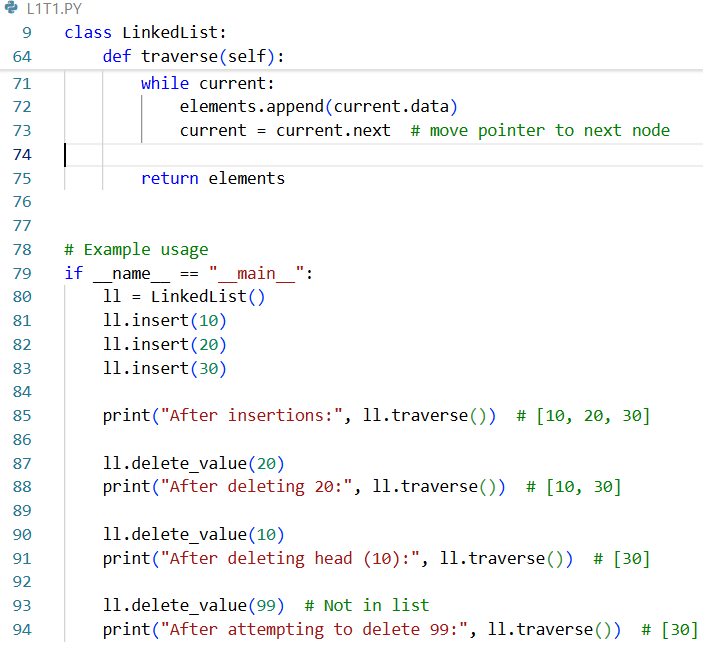 L1T1.PY
9 class LinkedList:
64     def traverse(self):
71         while current:
72             elements.append(current.data)
73             current = current.next  # move pointer to next node
74
75         return elements
76
77
78 # Example usage
79 if __name__ == "__main__":
80     ll = LinkedList()
81     ll.insert(10)
82     ll.insert(20)
83     ll.insert(30)
84
85     print("After insertions:", ll.traverse())  # [10, 20, 30]
86
87     ll.delete_value(20)
88     print("After deleting 20:", ll.traverse())  # [10, 30]
89
90     ll.delete_value(10)
91     print("After deleting head (10):", ll.traverse())  # [30]
92
93     ll.delete_value(99)  # Not in list
94     print("After attempting to delete 99:", ll.traverse())  # [30]